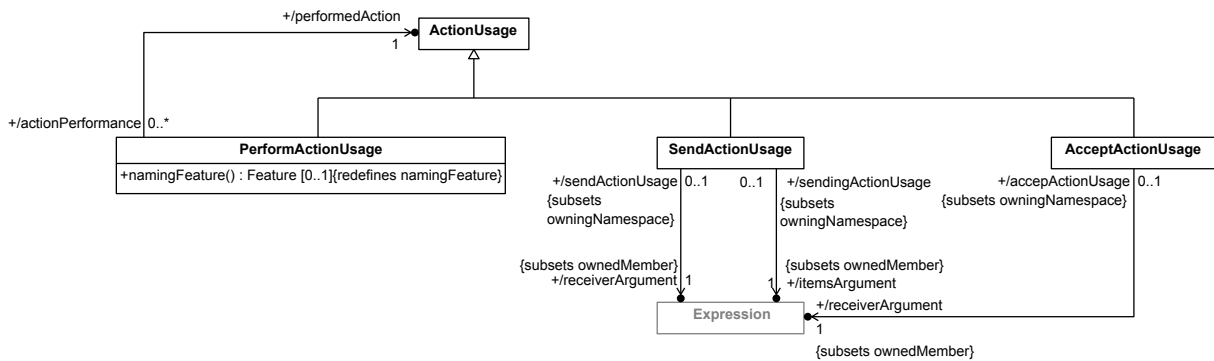 +/performedAction
ActionUsage
1
+/actionPerformance 0..*
PerformActionUsage
+namingFeature() : Feature [0..1]{redefines namingFeature}
SendActionUsage
AcceptActionUsage
+/sendActionUsage 0..1
{subsets
owningNamespace}
0..1 +/sendingActionUsage
{subsets
owningNamespace}
+/accepActionUsage 0..1
{subsets owningNamespace}
{subsets ownedMember}
+/receiverArgument 1
{subsets ownedMember}
1 +/itemsArgument
Expression
+/receiverArgument
1
{subsets ownedMember}